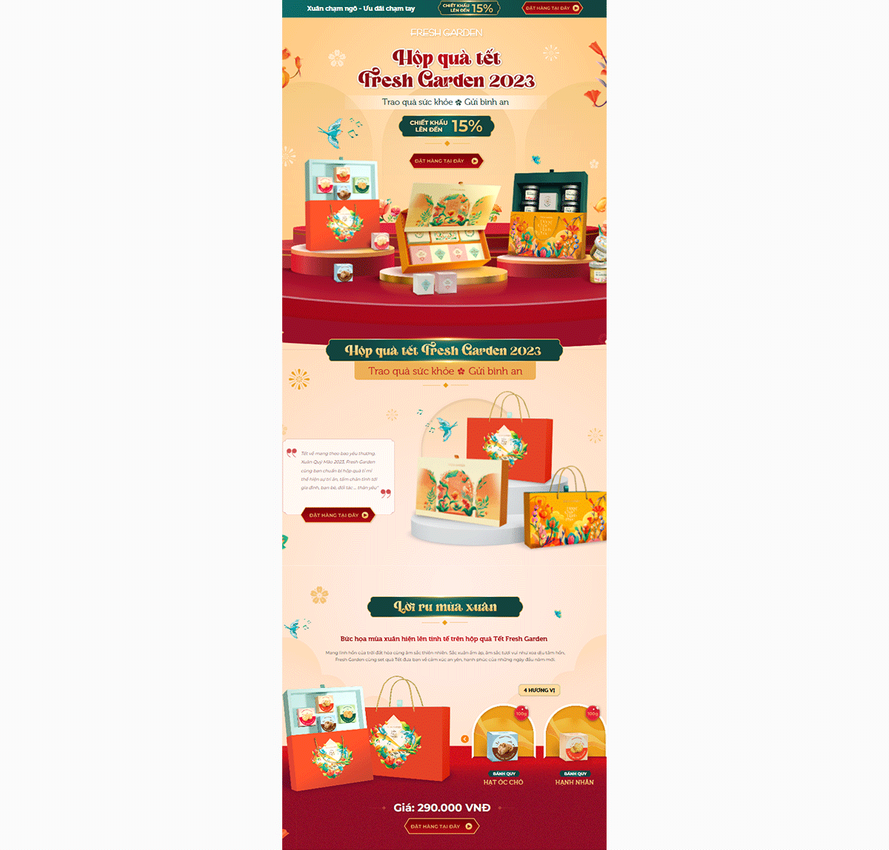 Xuân chạm ngõ - Ưu đãi chạm tay
CHIẾT KHẤU
LÊN ĐẾN 15%
ĐẶT HÀNG TẠI ĐÂY
FRESH GARDEN
Hộp quà tết
Fresh Garden 2023
Trao quà sức khỏe ✿ Gửi bình an
CHIẾT KHẤU
LÊN ĐẾN 15%
ĐẶT HÀNG TẠI ĐÂY
Hộp quà tết Fresh Garden 2023
Trao quà sức khỏe ✿ Gửi bình an
Tết về mang theo bao yêu thương.
Xuân Quý Mão 2023, Fresh Garden
cùng bạn chuẩn bị hộp quà tỉ mỉ
thể hiện sự tri ân, tấm chân tình tới
gia đình, bạn bè, đối tác ... thân yêu"
ĐẶT HÀNG TẠI ĐÂY
Lời ru mùa xuân
Bức họa mùa xuân hiện lên tinh tế trên hộp quà Tết Fresh Garden
Mang linh hồn của trời đất hòa cùng âm sắc thiên nhiên. Sắc xuân ấm áp, âm sắc tươi vui như xoa dịu tâm hồn,
Fresh Garden cùng set quà Tết đưa bạn về cảm xúc an yên, hạnh phúc của những ngày đầu năm mới.
4 HƯƠNG VỊ
100g
100g
BÁNH QUY
HẠT ÓC CHÓ
BÁNH QUY
HẠNH NHÂN
Giá: 290.000 VNĐ
ĐẶT HÀNG TẠI ĐÂY